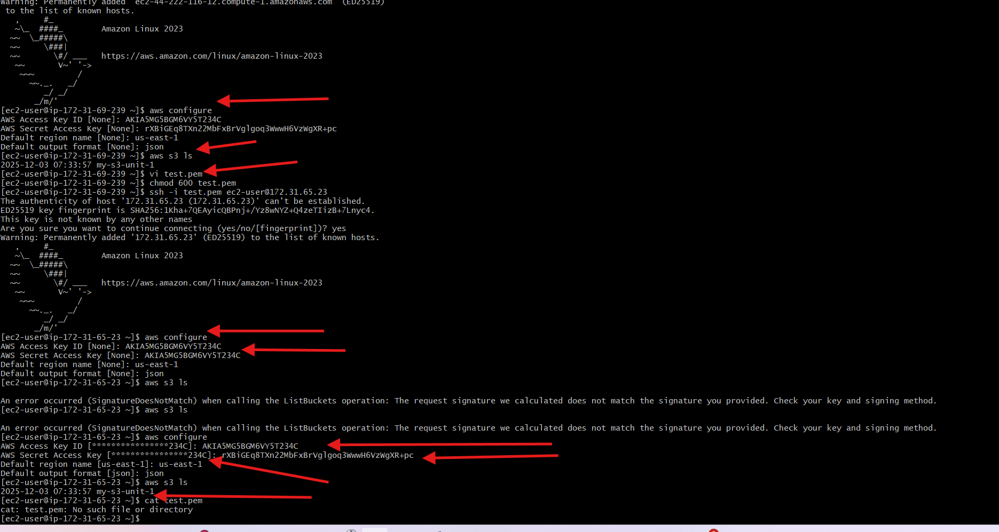 Warning: Permanently added 'ec2-44-222-116-12.compute-1.amazonaws.com' (ED25519)
 to the list of known hosts.
   ,     #_
   ~\_  ####_        Amazon Linux 2023
  ~~  \_#####\
  ~~     \###|
  ~~       \#/ ___   https://aws.amazon.com/linux/amazon-linux-2023
   ~~       V~' '->
    ~~~         /
      ~~._.   _/
         _/ _/
       _/m/'
[ec2-user@ip-172-31-69-239 ~]$ aws configure
AWS Access Key ID [None]: AKIA5MG5BGM6VY5T234C
AWS Secret Access Key [None]: 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
Default region name [None]: us-east-1
Default output format [None]: json
[ec2-user@ip-172-31-69-239 ~]$ aws s3 ls
2025-12-03 07:33:57 my-s3-unit-1
[ec2-user@ip-172-31-69-239 ~]$ vi test.pem
[ec2-user@ip-172-31-69-239 ~]$ chmod 600 test.pem
[ec2-user@ip-172-31-69-239 ~]$ ssh -i test.pem ec2-user@172.31.65.23
The authenticity of host '172.31.65.23 (172.31.65.23)' can't be established.
ED25519 key fingerprint is SHA256:1Kha+7QEAyicQBPnj+/Yz8wNYZ+Q4zeTIizB+7Lnyc4.
This key is not known by any other names
Are you sure you want to continue connecting (yes/no/[fingerprint])? yes
Warning: Permanently added '172.31.65.23' (ED25519) to the list of known hosts.
   ,     #_
   ~\_  ####_        Amazon Linux 2023
  ~~  \_#####\
  ~~     \###|
  ~~       \#/ ___   https://aws.amazon.com/linux/amazon-linux-2023
   ~~       V~' '->
    ~~~         /
      ~~._.   _/
         _/ _/
       _/m/'
[ec2-user@ip-172-31-65-23 ~]$ aws configure
AWS Access Key ID [None]: AKIA5MG5BGM6VY5T234C
AWS Secret Access Key [None]: AKIA5MG5BGM6VY5T234C
Default region name [None]: us-east-1
Default output format [None]: json
[ec2-user@ip-172-31-65-23 ~]$ aws s3 ls

An error occurred (SignatureDoesNotMatch) when calling the ListBuckets operation: The request signature we calculated does not match the signature you provided. Check your key and signing method.
[ec2-user@ip-172-31-65-23 ~]$ aws s3 ls

An error occurred (SignatureDoesNotMatch) when calling the ListBuckets operation: The request signature we calculated does not match the signature you provided. Check your key and signing method.
[ec2-user@ip-172-31-65-23 ~]$ aws configure
AWS Access Key ID [****************234C]: AKIA5MG5BGM6VY5T234C
AWS Secret Access Key [****************234C]: rXBiGEq8TXn22MbFxBrVglgoq3WwwH6VzWgXR+pc
Default region name [us-east-1]: us-east-1
Default output format [json]: json
[ec2-user@ip-172-31-65-23 ~]$ aws s3 ls
2025-12-03 07:33:57 my-s3-unit-1
[ec2-user@ip-172-31-65-23 ~]$ cat test.pem
cat: test.pem: No such file or directory
[ec2-user@ip-172-31-65-23 ~]$